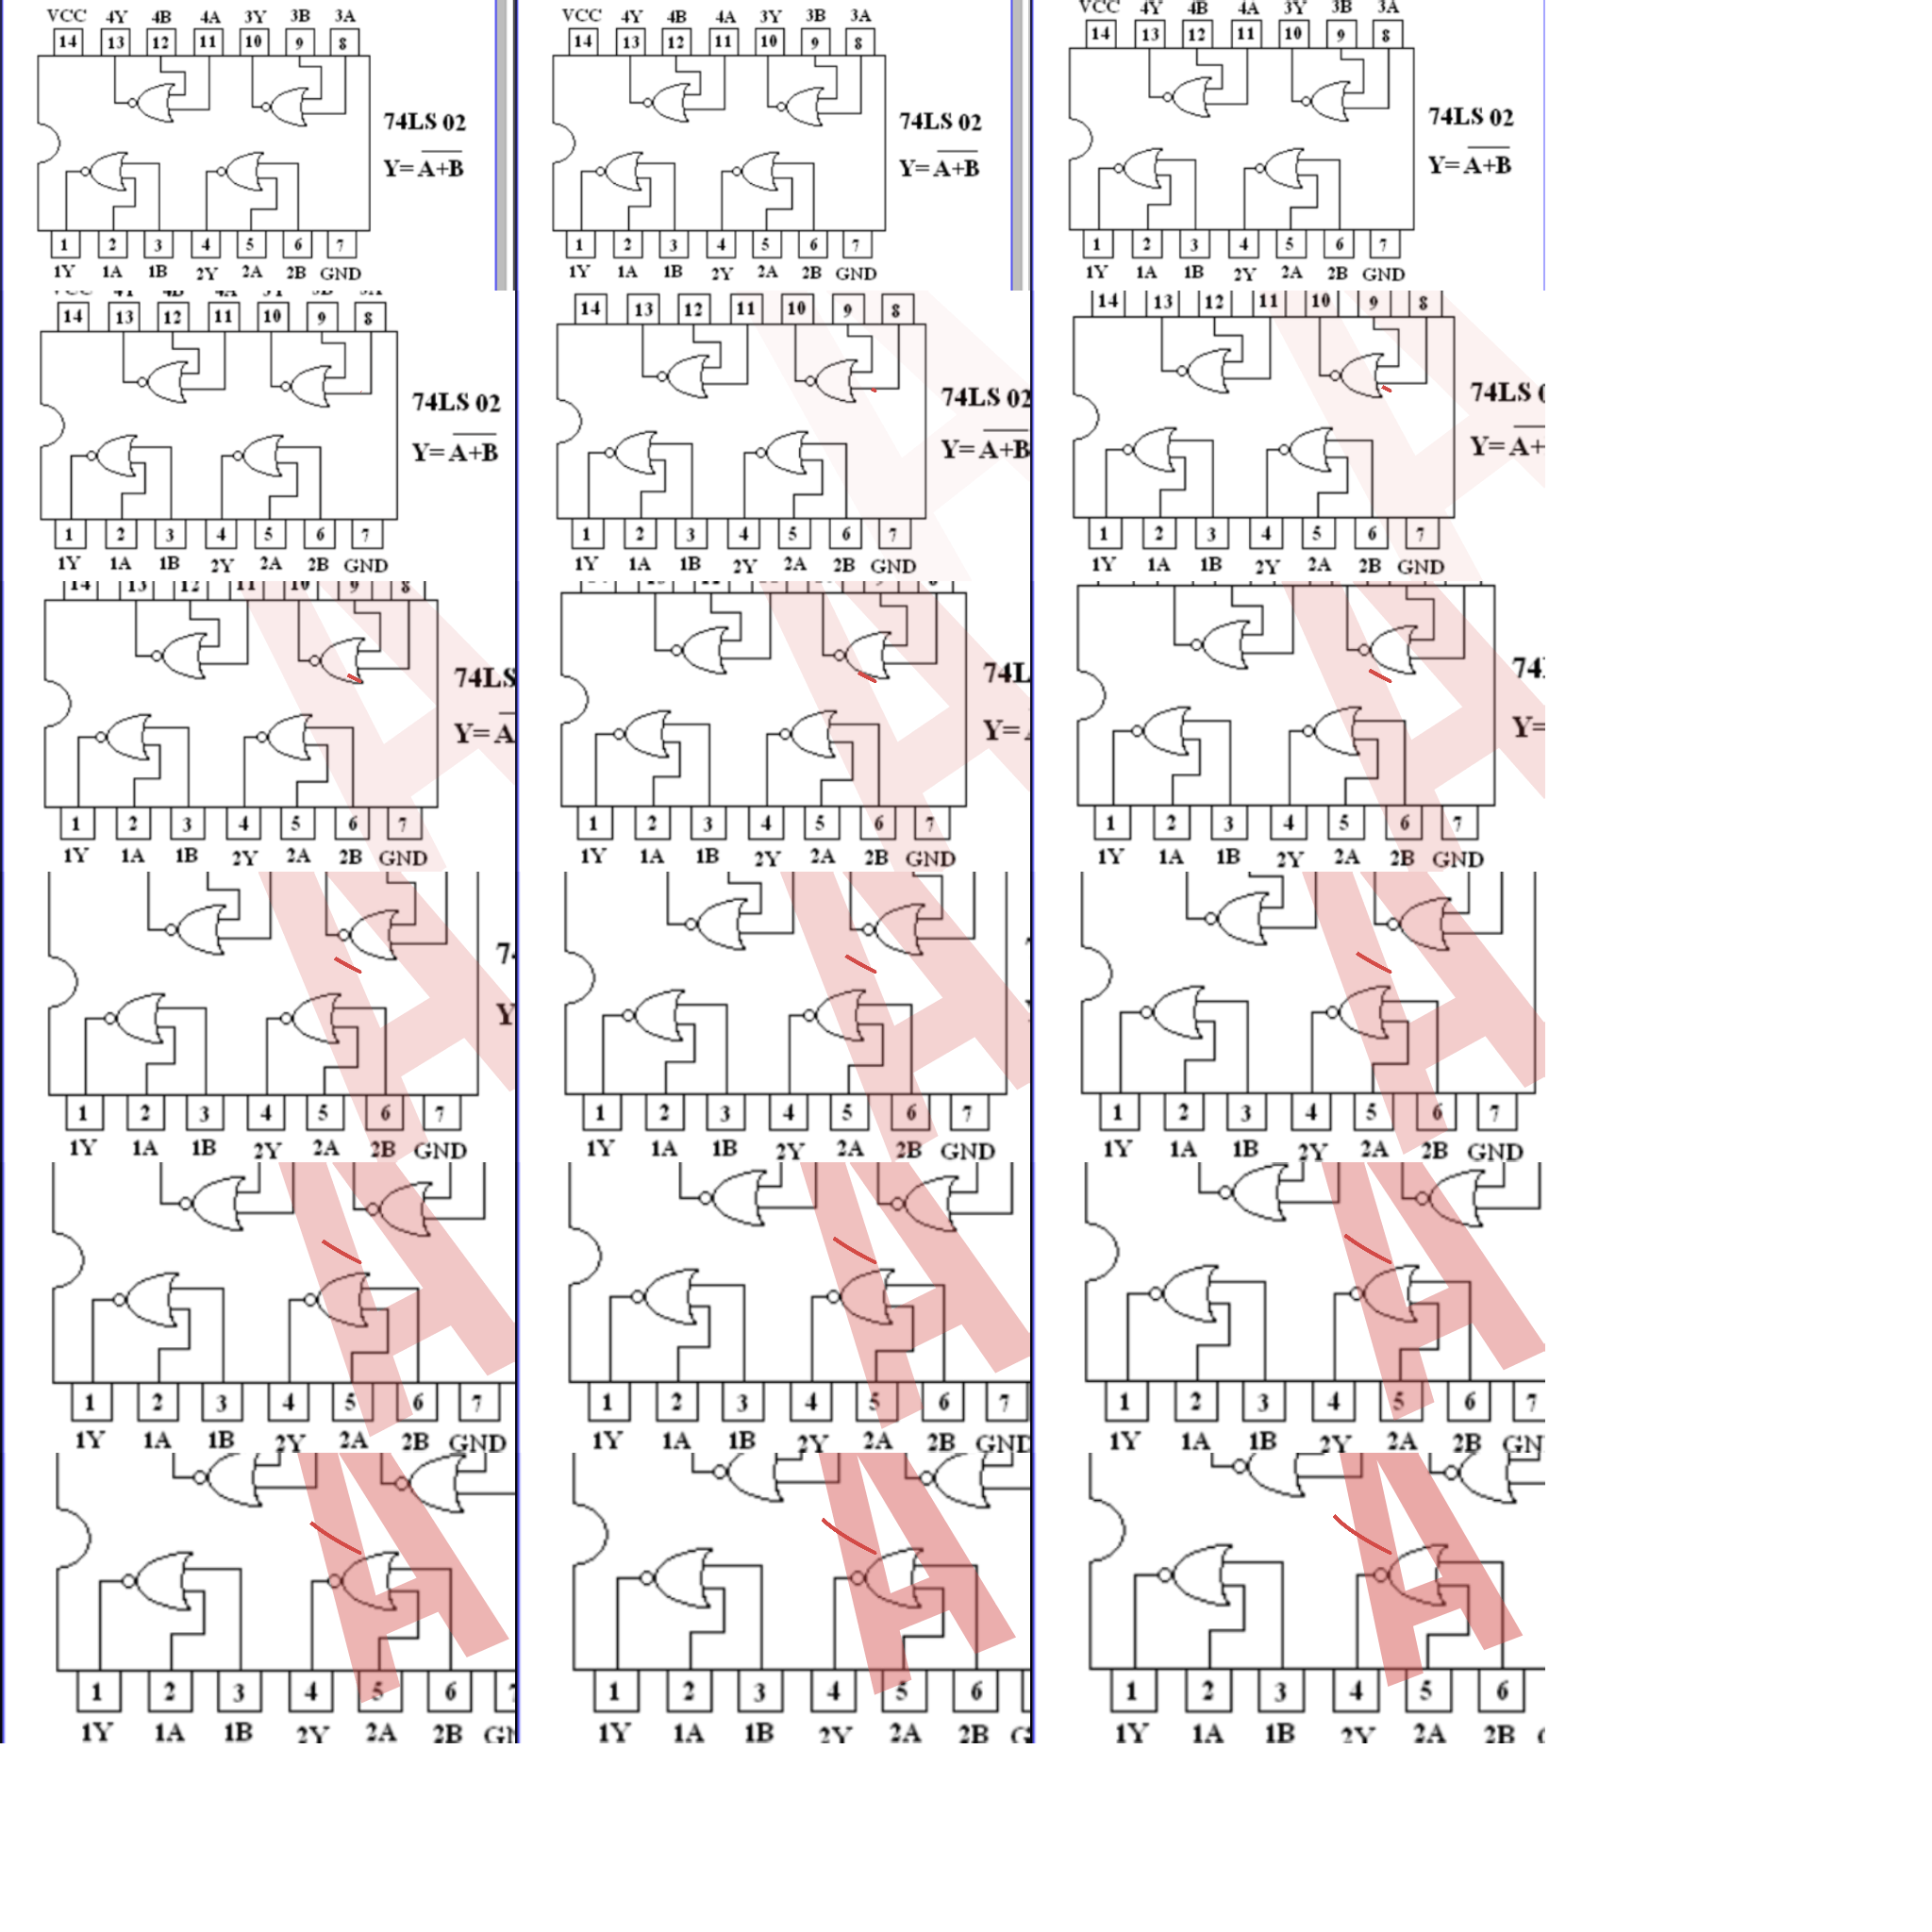 VCC 4Y 4B 4A 3Y 3B 3A
14 13 12 11 10 9 8
74LS 02
Y= A+B
1 2 3 4 5 6 7
1Y 1A 1B 2Y 2A 2B GND
VCC 4Y 4B 4A 3Y 3B 3A
14 13 12 11 10 9 8
74LS 02
Y= A+B
1 2 3 4 5 6 7
1Y 1A 1B 2Y 2A 2B GND
VCC 4Y 4B 4A 3Y 3B 3A
14 13 12 11 10 9 8
74LS 02
Y= A+B
1 2 3 4 5 6 7
1Y 1A 1B 2Y 2A 2B GND
14 13 12 11 10 9 8
74LS 02
Y= A+B
1 2 3 4 5 6 7
1Y 1A 1B 2Y 2A 2B GND
14 13 12 11 10 9 8
74LS 02
Y= A+B
1 2 3 4 5 6 7
1Y 1A 1B 2Y 2A 2B GND
A
14 13 12 11 10 9 8
74LS
Y= A+
1 2 3 4 5 6 7
1Y 1A 1B 2Y 2A 2B GND
A
14 13 12 11 10 9 8
74LS
Y= A
1 2 3 4 5 6 7
1Y 1A 1B 2Y 2A 2B GND
A
74L
Y=
1 2 3 4 5 6 7
1Y 1A 1B 2Y 2A 2B GND
A
74
Y=
1 2 3 4 5 6 7
1Y 1A 1B 2Y 2A 2B GND
A
7
Y
1 2 3 4 5 6 7
1Y 1A 1B 2Y 2A 2B GND
A
1 2 3 4 5 6 7
1Y 1A 1B 2Y 2A 2B GND
A
1 2 3 4 5 6 7
1Y 1A 1B 2Y 2A 2B GND
A
1 2 3 4 5 6 7
1Y 1A 1B 2Y 2A 2B GND
A
1 2 3 4 5 6 7
1Y 1A 1B 2Y 2A 2B GND
A
1 2 3 4 5 6 7
1Y 1A 1B 2Y 2A 2B GN
A
1 2 3 4 5 6
1Y 1A 1B 2Y 2A 2B G
A
1 2 3 4 5 6
1Y 1A 1B 2Y 2A 2B
A
1 2 3 4 5 6
1Y 1A 1B 2Y 2A 2B
A